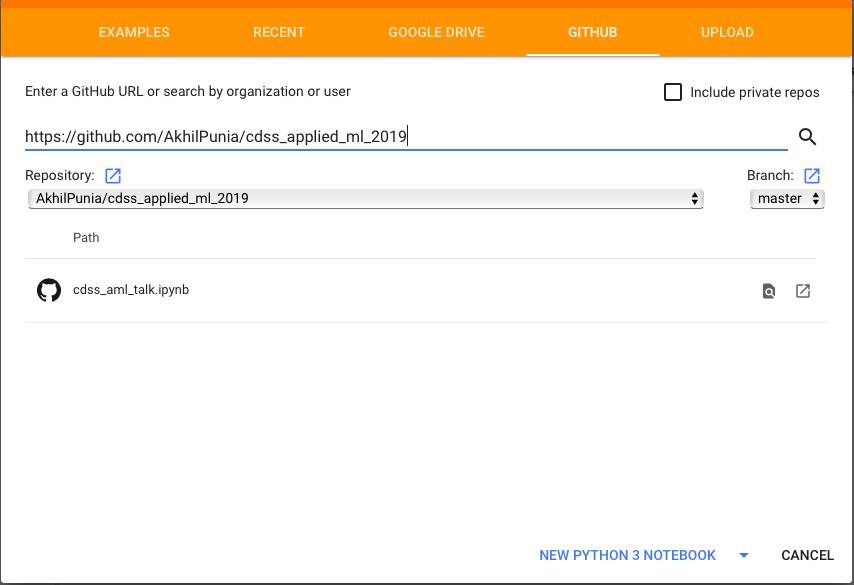 EXAMPLES RECENT GOOGLE DRIVE GITHUB UPLOAD
Enter a GitHub URL or search by organization or user
Include private repos
https://github.com/AkhilPunia/cdss_applied_ml_2019
Repository: Branch:
AkhilPunia/cdss_applied_ml_2019 master
Path
cdss_aml_talk.ipynb
NEW PYTHON 3 NOTEBOOK CANCEL